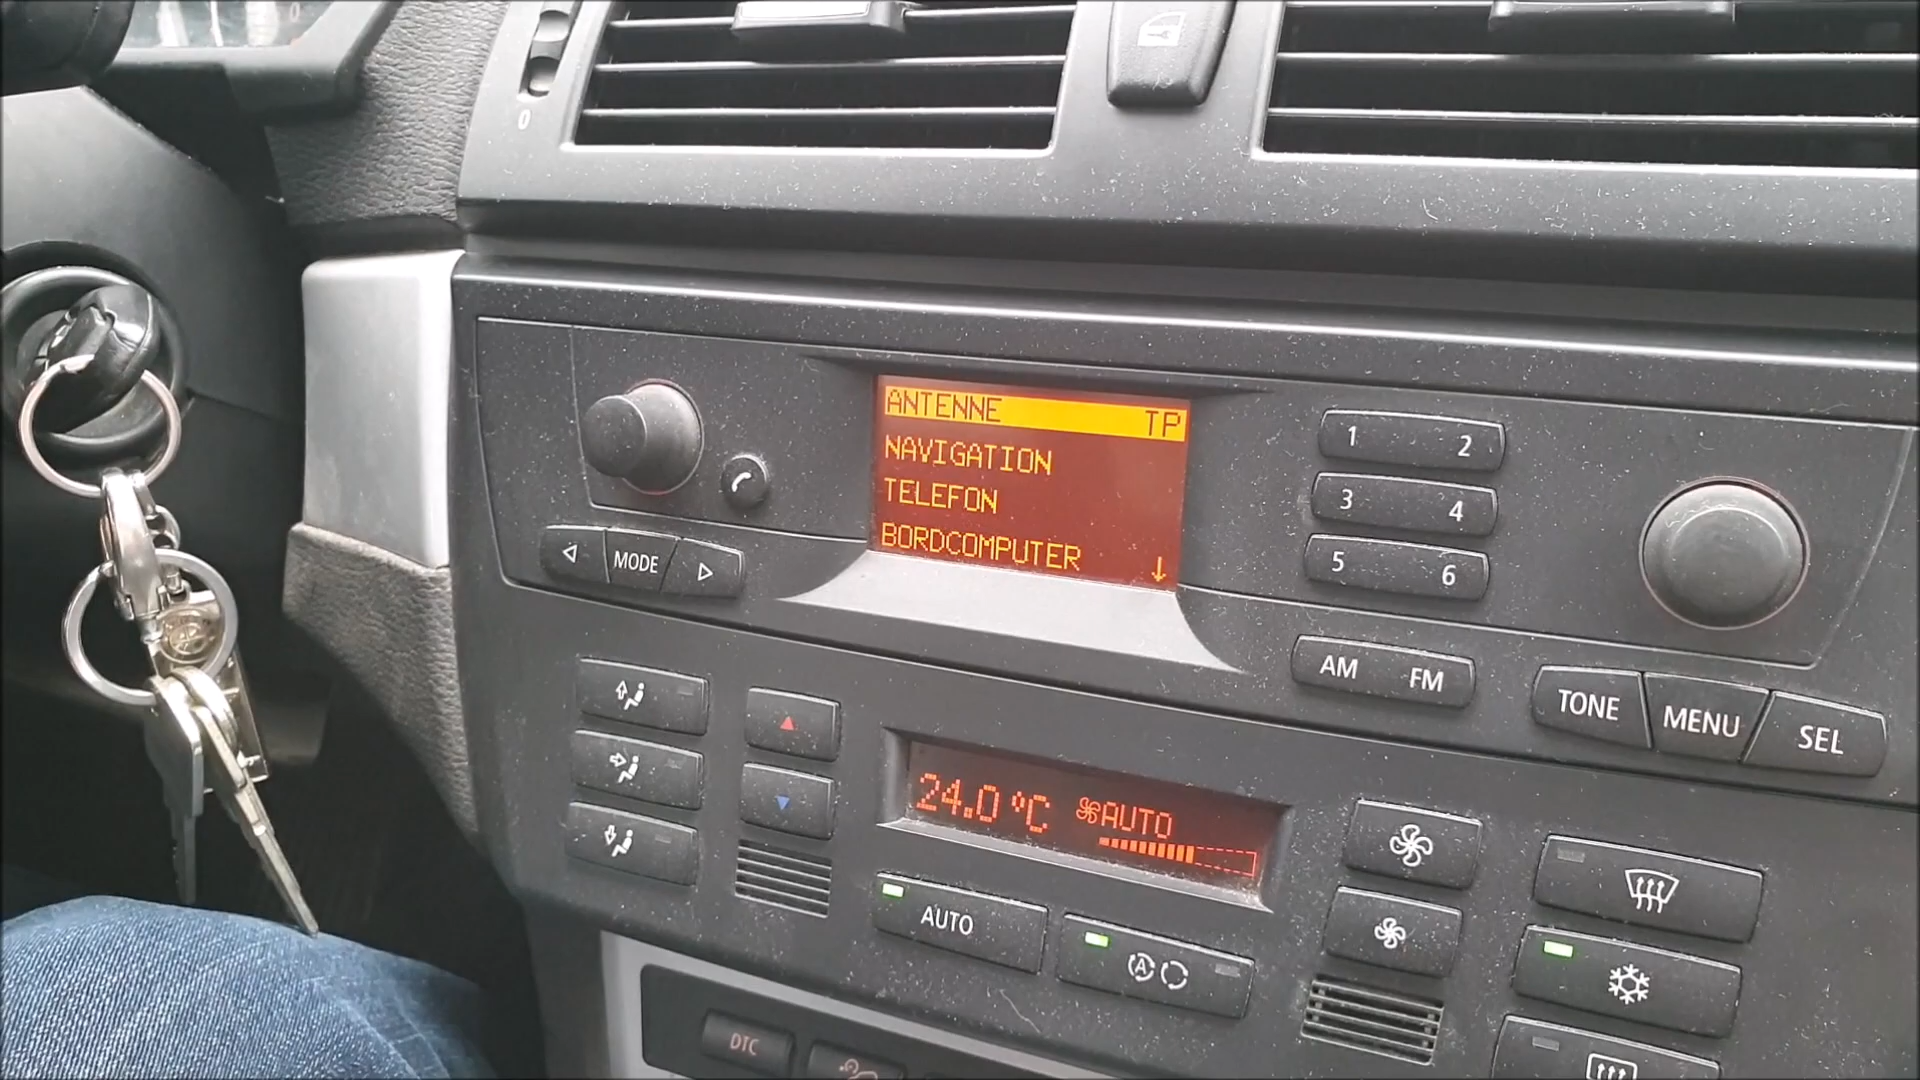 0
ANTENNE TP
NAVIGATION
TELEFON
BORDCOMPUTER ↓
1 2
3 4
5 6
MODE
AM FM
TONE MENU SEL
24.0 °C AUTO
AUTO
A
DTC